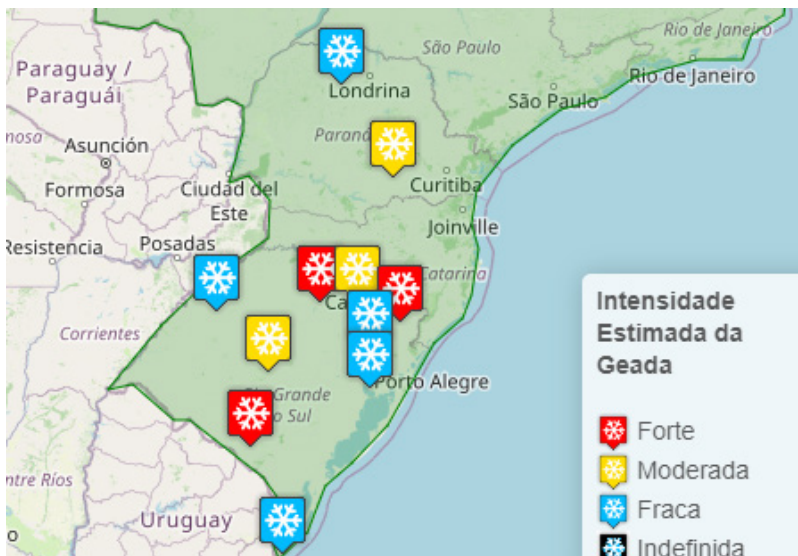 Rio de Janeiro
São Paulo
Paraguay /
Paraguái
Londrina
Rio de Janeiro
São Paulo
Paraná
Asunción
Formosa
Ciudad del
Este
Curitiba
Joinville
Resistencia
Posadas
Catarina
Corrientes
Porto Alegre
Uruguay
Intensidade
Estimada da
Geada
Forte
Moderada
Fraca
Indefinida